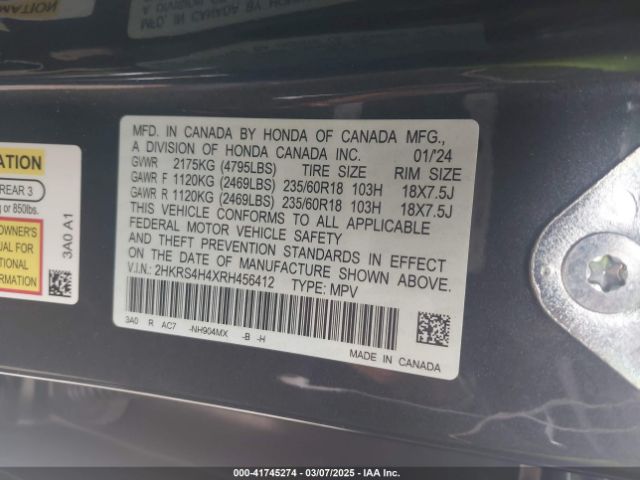 MFD. IN CANADA BY HONDA OF CANADA MFG.,
A DIVISION OF HONDA CANADA INC. 01/'24
GVWR 2175KG (4795LBS) TIRE SIZE RIM SIZE
GAWR F 1120KG (2469LBS) 235/60R18 103H 18X7.5J
GAWR R 1120KG (2469LBS) 235/60R18 103H 18X7.5J
THIS VEHICLE CONFORMS TO ALL APPLICABLE
FEDERAL MOTOR VEHICLE SAFETY
AND THEFT PREVENTION STANDARDS IN EFFECT
ON THE DATE OF MANUFACTURE SHOWN ABOVE.
V.I.N.: 2HKRS4H4XRH456412 TYPE: MPV
3A0 R AC7 -NH904MX -B -H
MADE IN CANADA
ATION
REAR 3
g or 850lbs.
OWNER'S
UAL FOR
TIONAL
RMATION
3A0 A1
000-41745274 | 03/07/2025 | IAA Inc.